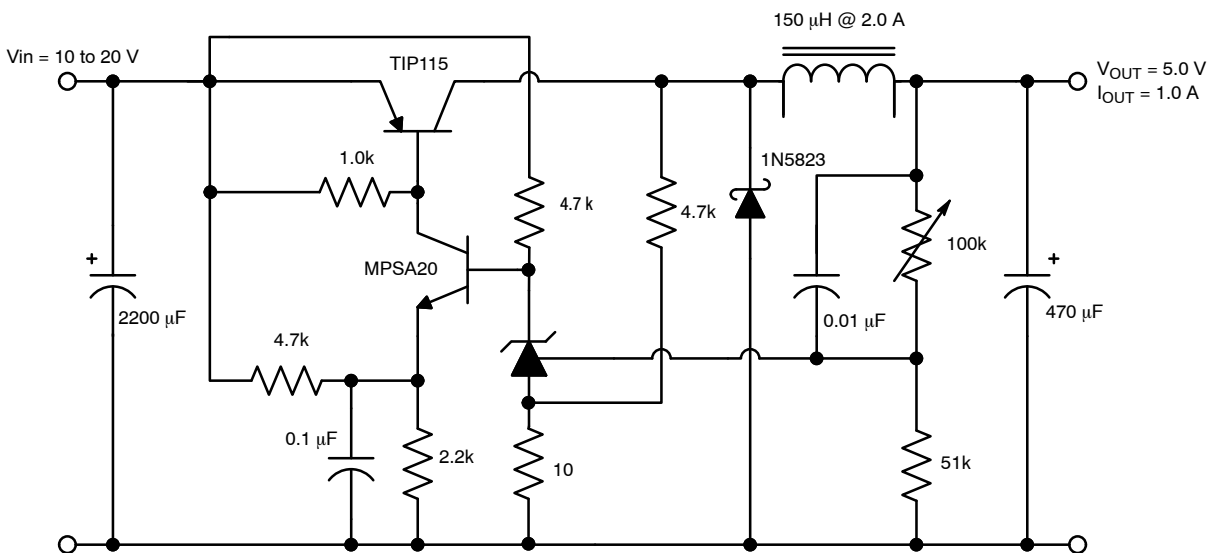 150 μH @ 2.0 A
Vin = 10 to 20 V
TIP115
VOUT = 5.0 V
IOUT = 1.0 A
1.0k
4.7 k
4.7k
1N5823
100k
MPSA20
+
2200 μF
0.01 μF
+
470 μF
4.7k
0.1 μF
2.2k
10
51k